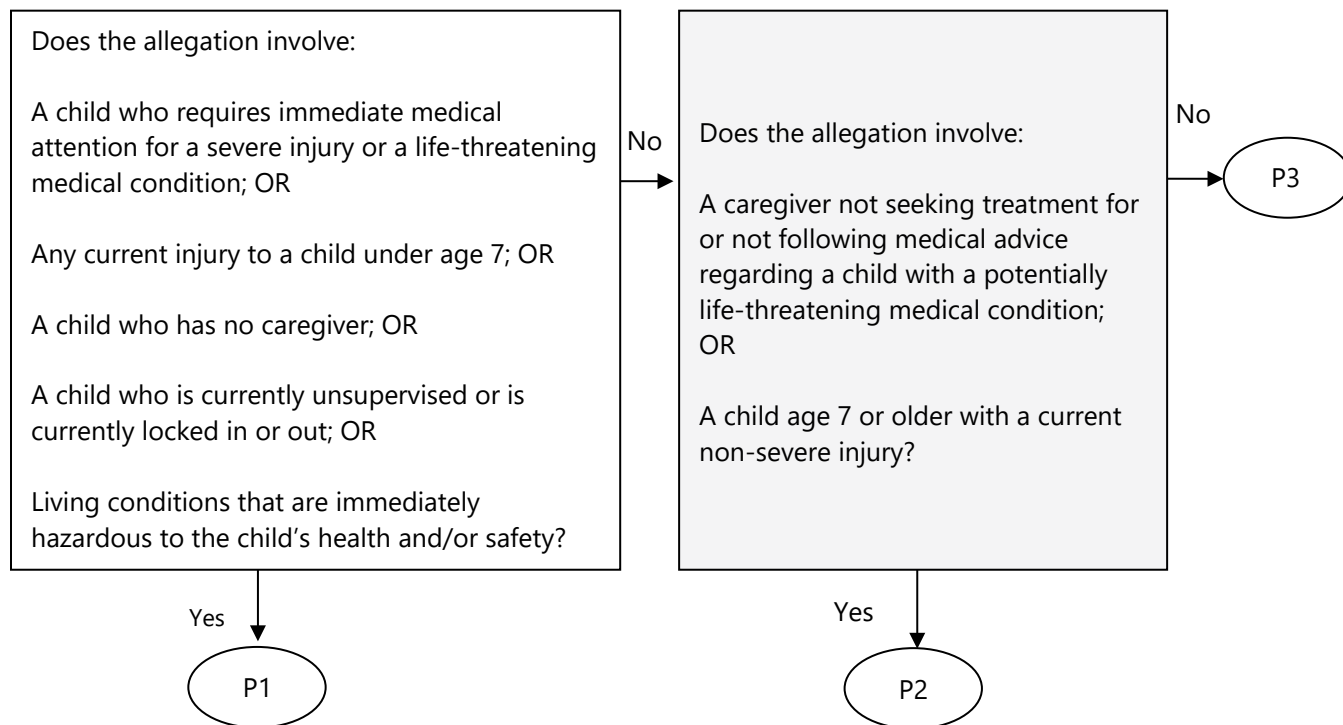 Does the allegation involve:
A child who requires immediate medical
attention for a severe injury or a life-threatening
medical condition; OR
Any current injury to a child under age 7; OR
A child who has no caregiver; OR
A child who is currently unsupervised or is
currently locked in or out; OR
Living conditions that are immediately
hazardous to the child’s health and/or safety?
No
Yes
P1
Does the allegation involve:
A caregiver not seeking treatment for
or not following medical advice
regarding a child with a potentially
life-threatening medical condition;
OR
A child age 7 or older with a current
non-severe injury?
No
P3
Yes
P2